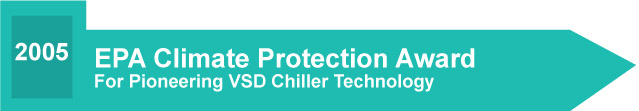 2005
EPA Climate Protection Award
For Pioneering VSD Chiller Technology